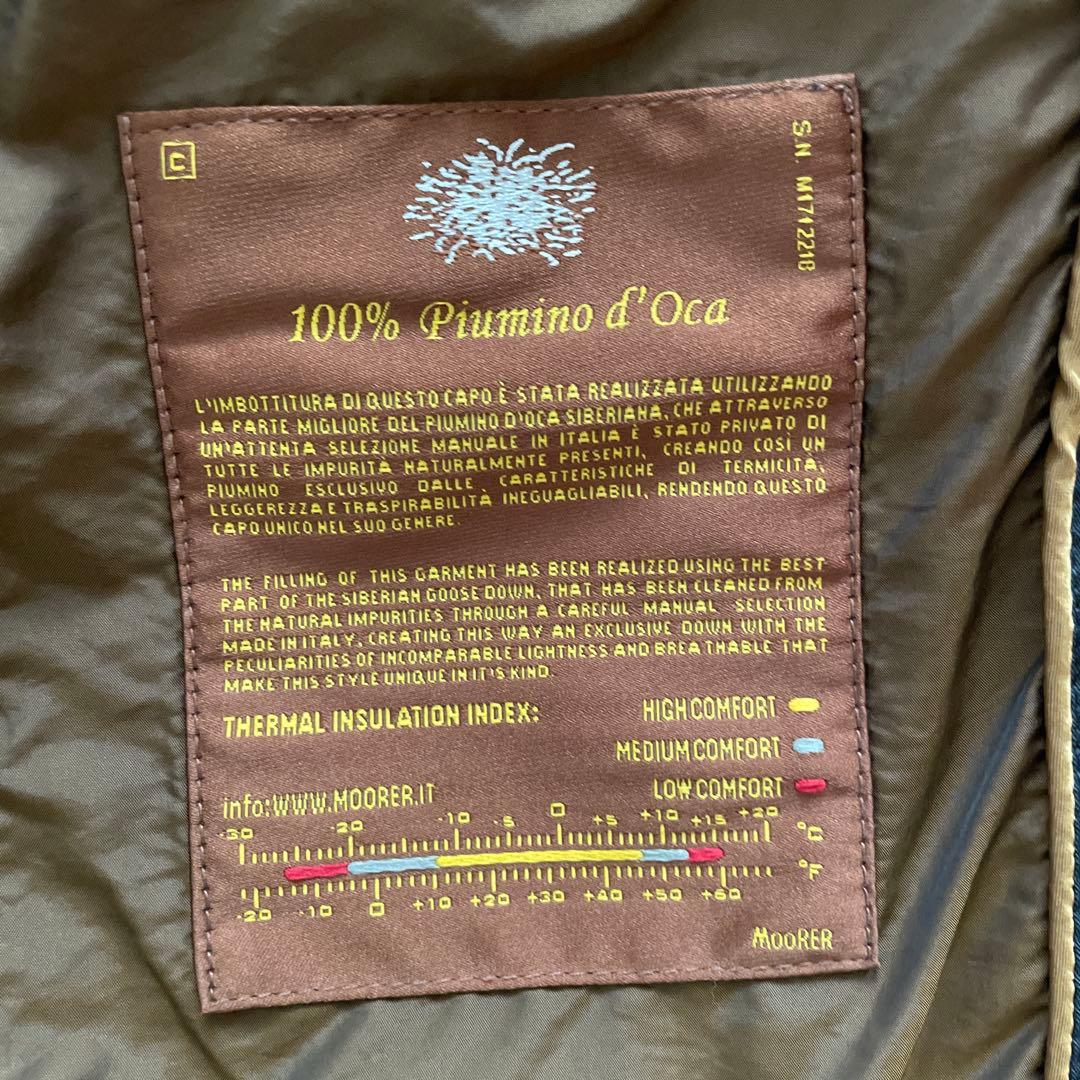 S.N. M1712218
100% Piumino d'Oca
L'IMBOTTITURA DI QUESTO CAPO È STATA REALIZZATA UTILIZZANDO
LA PARTE MIGLIORE DEL PIUMINO D'OCA SIBERIANA, CHE ATTRAVERSO
UN'ATTENTA SELEZIONE MANUALE IN ITALIA È STATO PRIVATO DI
TUTTE LE IMPURITÀ NATURALMENTE PRESENTI, CREANDO COSÌ UN
PIUMINO ESCLUSIVO DALLE CARATTERISTICHE DI TERMICITÀ,
LEGGEREZZA E TRASPIRABILITÀ INEGUAGLIABILI, RENDENDO QUESTO
CAPO UNICO NEL SUO GENERE.
THE FILLING OF THIS GARMENT HAS BEEN REALIZED USING THE BEST
PART OF THE SIBERIAN GOOSE DOWN, THAT HAS BEEN CLEANED FROM
THE NATURAL IMPURITIES THROUGH A CAREFUL MANUAL SELECTION
MADE IN ITALY, CREATING THIS WAY AN EXCLUSIVE DOWN WITH THE
PECULIARITIES OF INCOMPARABLE LIGHTNESS AND BREATHABLE THAT
MAKE THIS STYLE UNIQUE IN IT'S KIND.
THERMAL INSULATION INDEX:
HIGH COMFORT
MEDIUM COMFORT
LOW COMFORT
info:WWW.MOORER.IT
-30 -20 -10 -5 0 +5 +10 +15 +20 °C
-20 -10 0 +10 +20 +30 +40 +50 +60 °F
MOORER